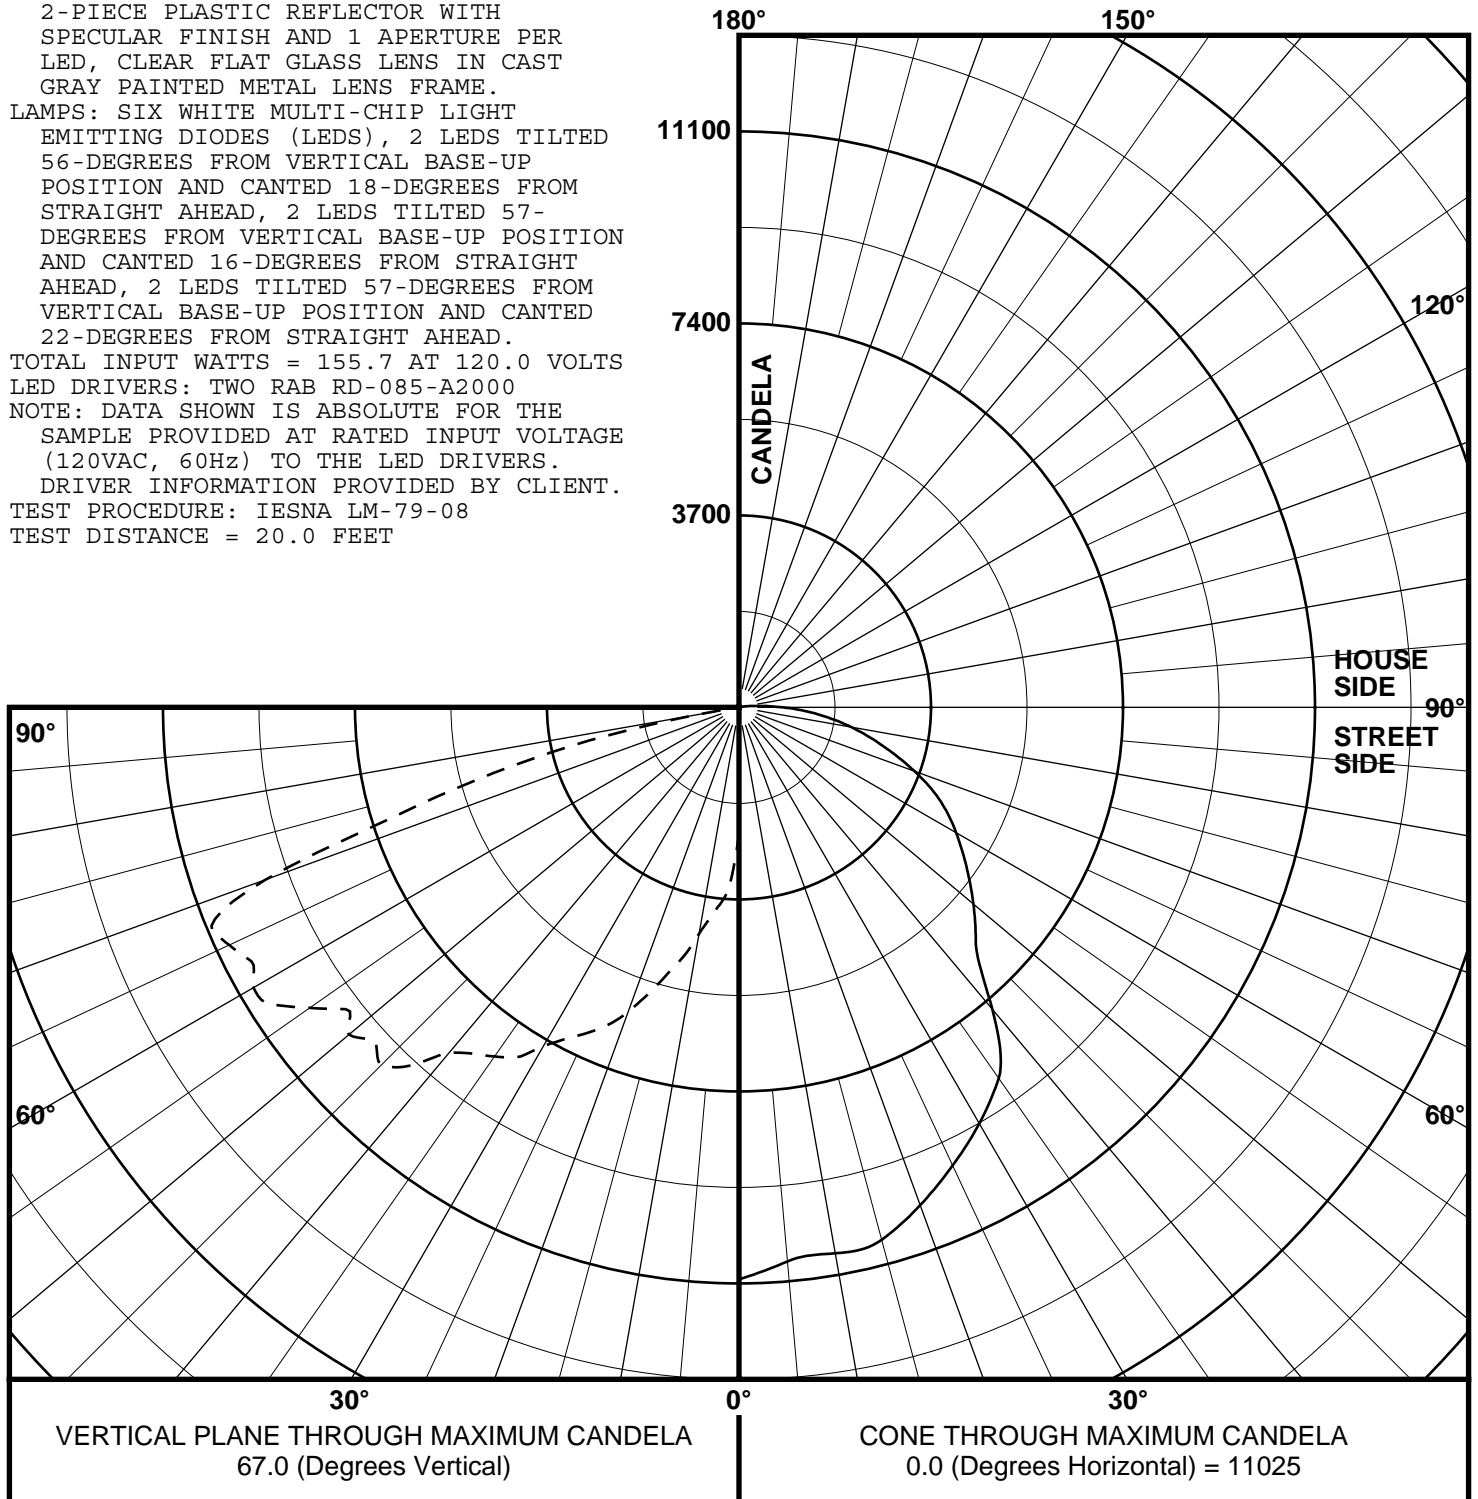 2-PIECE PLASTIC REFLECTOR WITH
SPECULAR FINISH AND 1 APERTURE PER
LED, CLEAR FLAT GLASS LENS IN CAST
GRAY PAINTED METAL LENS FRAME.
LAMPS: SIX WHITE MULTI-CHIP LIGHT
EMITTING DIODES (LEDS), 2 LEDS TILTED
56-DEGREES FROM VERTICAL BASE-UP
POSITION AND CANTED 18-DEGREES FROM
STRAIGHT AHEAD, 2 LEDS TILTED 57-
DEGREES FROM VERTICAL BASE-UP POSITION
AND CANTED 16-DEGREES FROM STRAIGHT
AHEAD, 2 LEDS TILTED 57-DEGREES FROM
VERTICAL BASE-UP POSITION AND CANTED
22-DEGREES FROM STRAIGHT AHEAD.
TOTAL INPUT WATTS = 155.7 AT 120.0 VOLTS
LED DRIVERS: TWO RAB RD-085-A2000
NOTE: DATA SHOWN IS ABSOLUTE FOR THE
SAMPLE PROVIDED AT RATED INPUT VOLTAGE
(120VAC, 60Hz) TO THE LED DRIVERS.
DRIVER INFORMATION PROVIDED BY CLIENT.
TEST PROCEDURE: IESNA LM-79-08
TEST DISTANCE = 20.0 FEET
180°
150°
11100
120°
7400
CANDELA
3700
HOUSE
SIDE
90°
90°
STREET
SIDE
60°
60°
30°
0°
30°
VERTICAL PLANE THROUGH MAXIMUM CANDELA
67.0 (Degrees Vertical)
CONE THROUGH MAXIMUM CANDELA
0.0 (Degrees Horizontal) = 11025